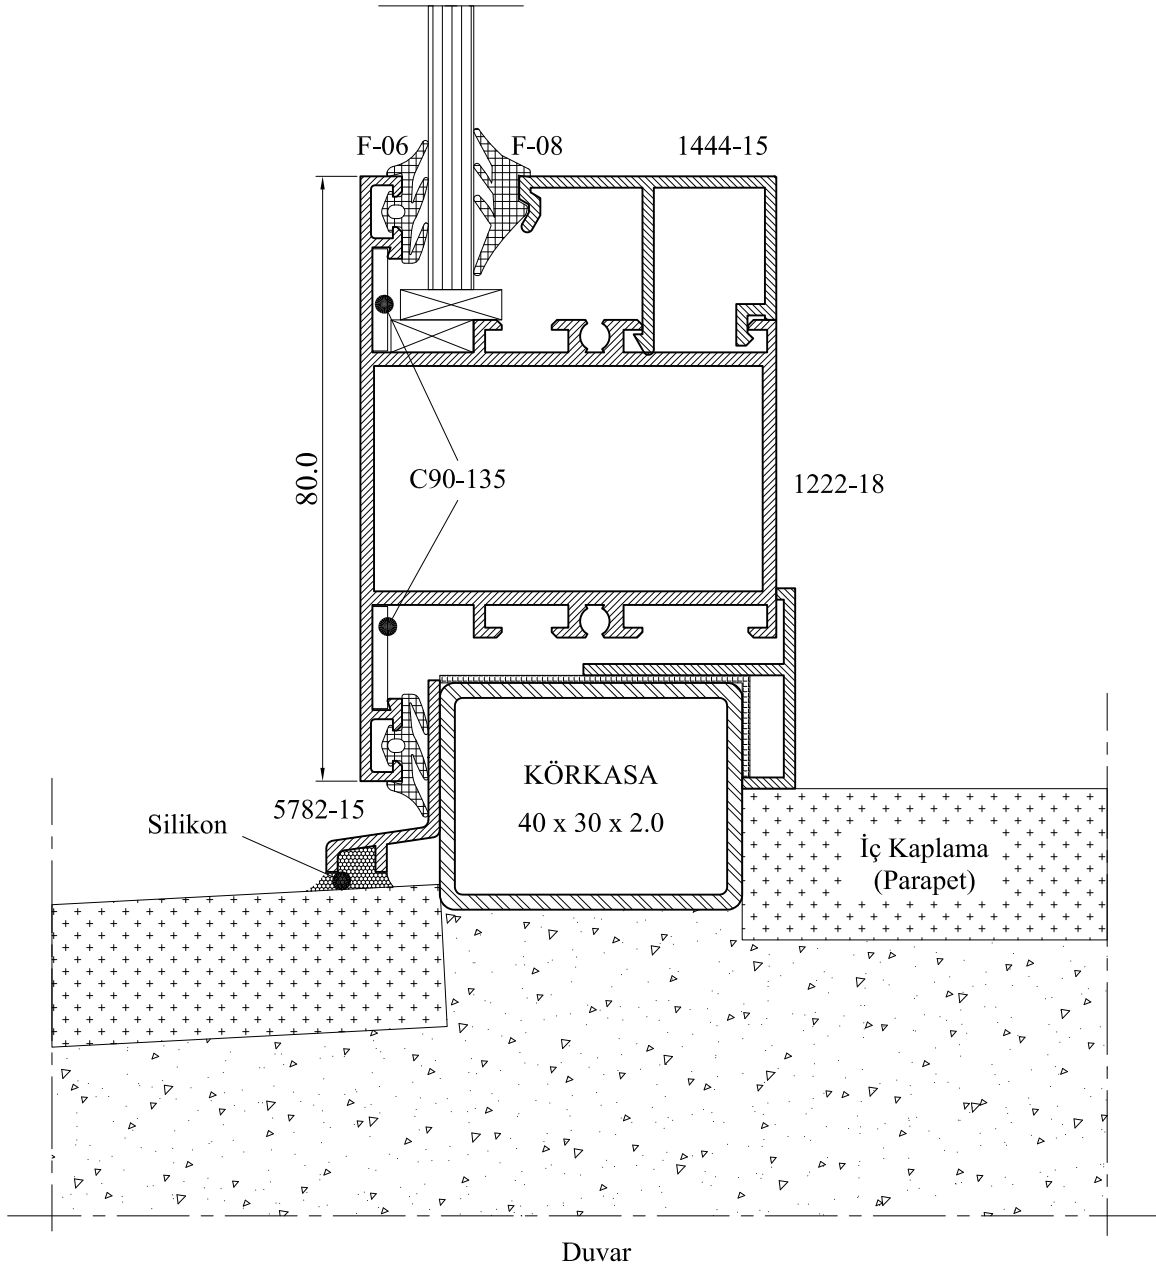 F-06
F-08
1444-15
80.0
C90-135
1222-18
KÖRKASA
40 x 30 x 2.0
5782-15
Silikon
İç Kaplama
(Parapet)
Duvar